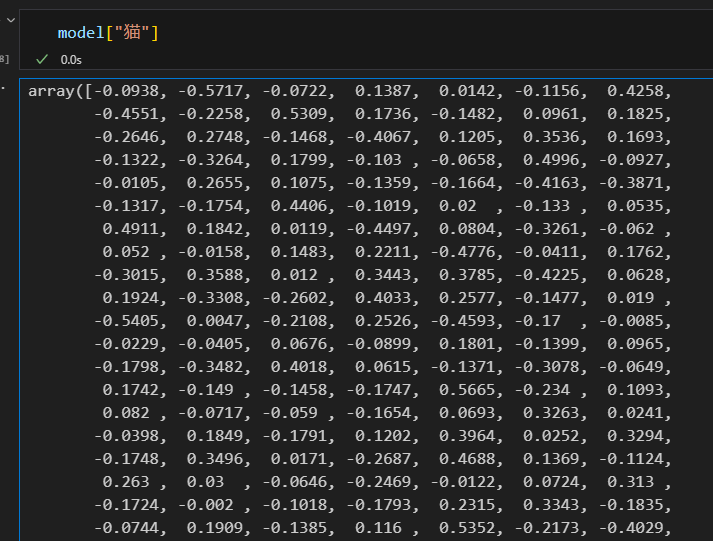 model["猫"]
8]
0.0s
array([-0.0938, -0.5717, -0.0722,  0.1387,  0.0142, -0.1156,  0.4258,
-0.4551, -0.2258,  0.5309,  0.1736, -0.1482,  0.0961,  0.1825,
-0.2646,  0.2748, -0.1468, -0.4067,  0.1205,  0.3536,  0.1693,
-0.1322, -0.3264,  0.1799, -0.103 , -0.0658,  0.4996, -0.0927,
-0.0105,  0.2655,  0.1075, -0.1359, -0.1664, -0.4163, -0.3871,
-0.1317, -0.1754,  0.4406, -0.1019,  0.02  , -0.133 ,  0.0535,
0.4911,  0.1842,  0.0119, -0.4497,  0.0804, -0.3261, -0.062 ,
0.052 , -0.0158,  0.1483,  0.2211, -0.4776, -0.0411,  0.1762,
-0.3015,  0.3588,  0.012 ,  0.3443,  0.3785, -0.4225,  0.0628,
0.1924, -0.3308, -0.2602,  0.4033,  0.2577, -0.1477,  0.019 ,
-0.5405,  0.0047, -0.2108,  0.2526, -0.4593, -0.17  , -0.0085,
-0.0229, -0.0405,  0.0676, -0.0899,  0.1801, -0.1399,  0.0965,
-0.1798, -0.3482,  0.4018,  0.0615, -0.1371, -0.3078, -0.0649,
0.1742, -0.149 , -0.1458, -0.1747,  0.5665, -0.234 ,  0.1093,
0.082 , -0.0717, -0.059 , -0.1654,  0.0693,  0.3263,  0.0241,
-0.0398,  0.1849, -0.1791,  0.1202,  0.3964,  0.0252,  0.3294,
-0.1748,  0.3496,  0.0171, -0.2687,  0.4688,  0.1369, -0.1124,
0.263 ,  0.03  , -0.0646, -0.2469, -0.0122,  0.0724,  0.313 ,
-0.1724, -0.002 , -0.1018, -0.1793,  0.2315,  0.3343, -0.1835,
-0.0744,  0.1909, -0.1385,  0.116 ,  0.5352, -0.2173, -0.4029,